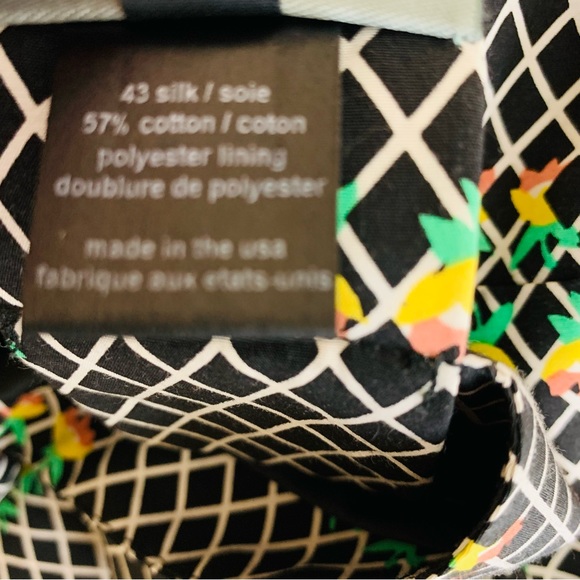 43 silk / soie
57% cotton / coton
polyester lining
doublure de polyester
made in the usa
fabrique aux etats-unis